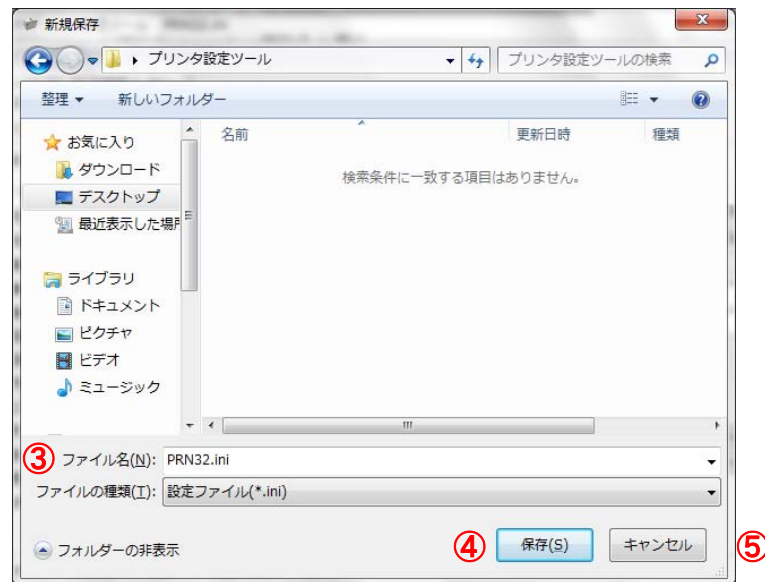 新規保存
プリンタ設定ツール
プリンタ設定ツールの検索
整理 新しいフォルダー
名前 更新日時 種類
検索条件に一致する項目はありません。
お気に入り
ダウンロード
デスクトップ
最近表示した場所
ライブラリ
ドキュメント
ピクチャ
ビデオ
ミュージック
③ ファイル名(N): PRN32.ini
ファイルの種類(T): 設定ファイル(*.ini)
フォルダーの非表示 ④ 保存(S) キャンセル ⑤